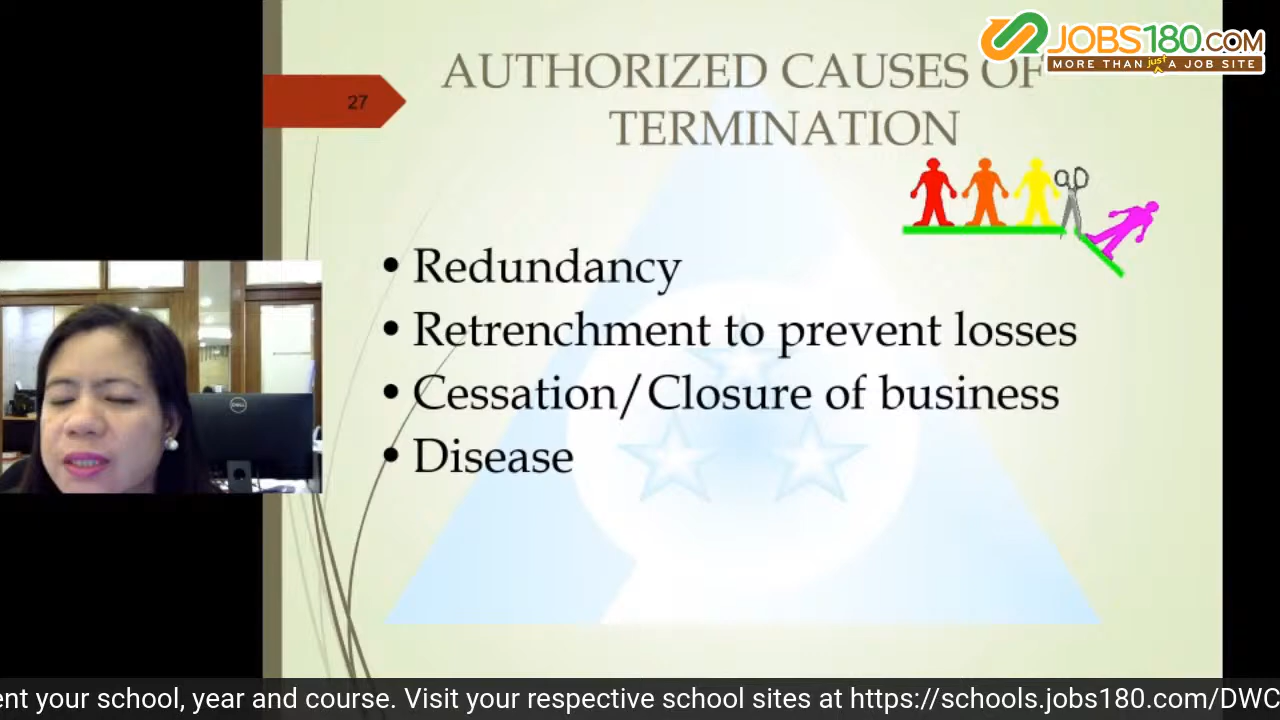 JOBS180.COM
MORE THAN just A JOB SITE
27
AUTHORIZED CAUSES OF
TERMINATION
• Redundancy
• Retrenchment to prevent losses
• Cessation/Closure of business
• Disease
DELL
ent your school, year and course. Visit your respective school sites at https://schools.jobs180.com/DWC